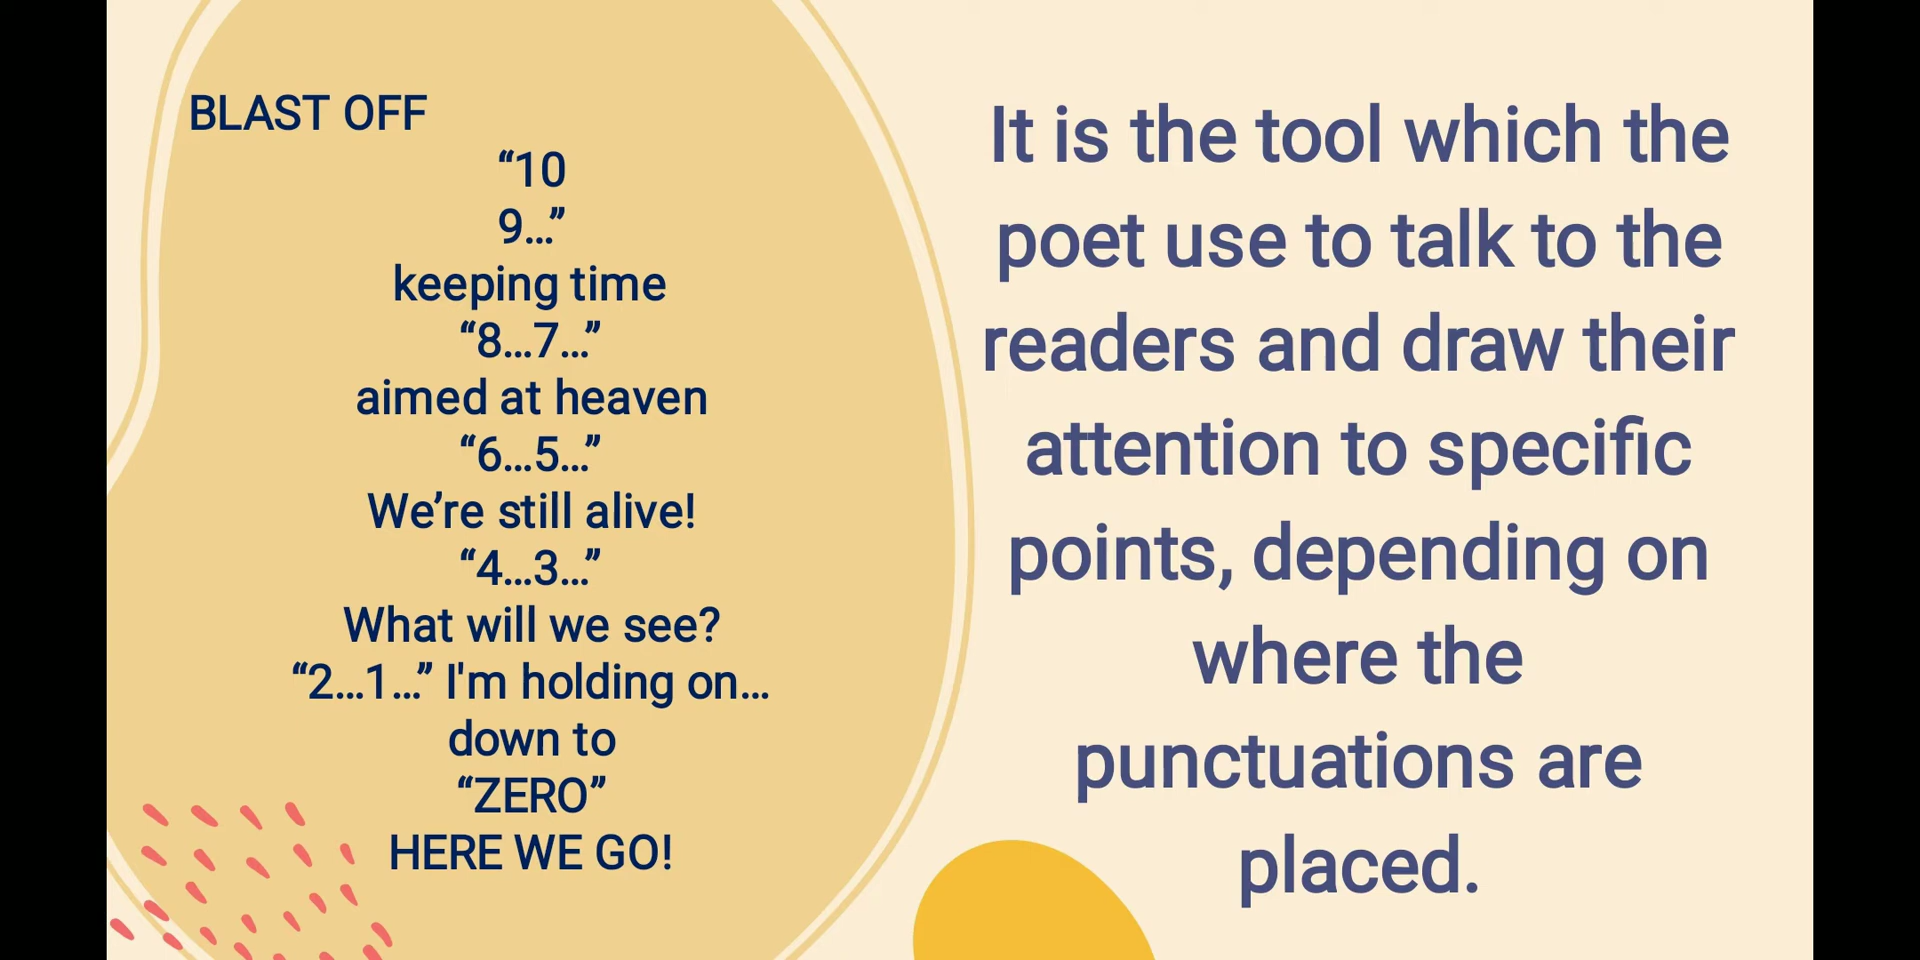 BLAST OFF
“10
9...”
keeping time
“8...7...”
aimed at heaven
“6...5...”
We’re still alive!
“4...3...”
What will we see?
“2...1...” I'm holding on...
down to
“ZERO”
HERE WE GO!
It is the tool which the
poet use to talk to the
readers and draw their
attention to specific
points, depending on
where the
punctuations are
placed.